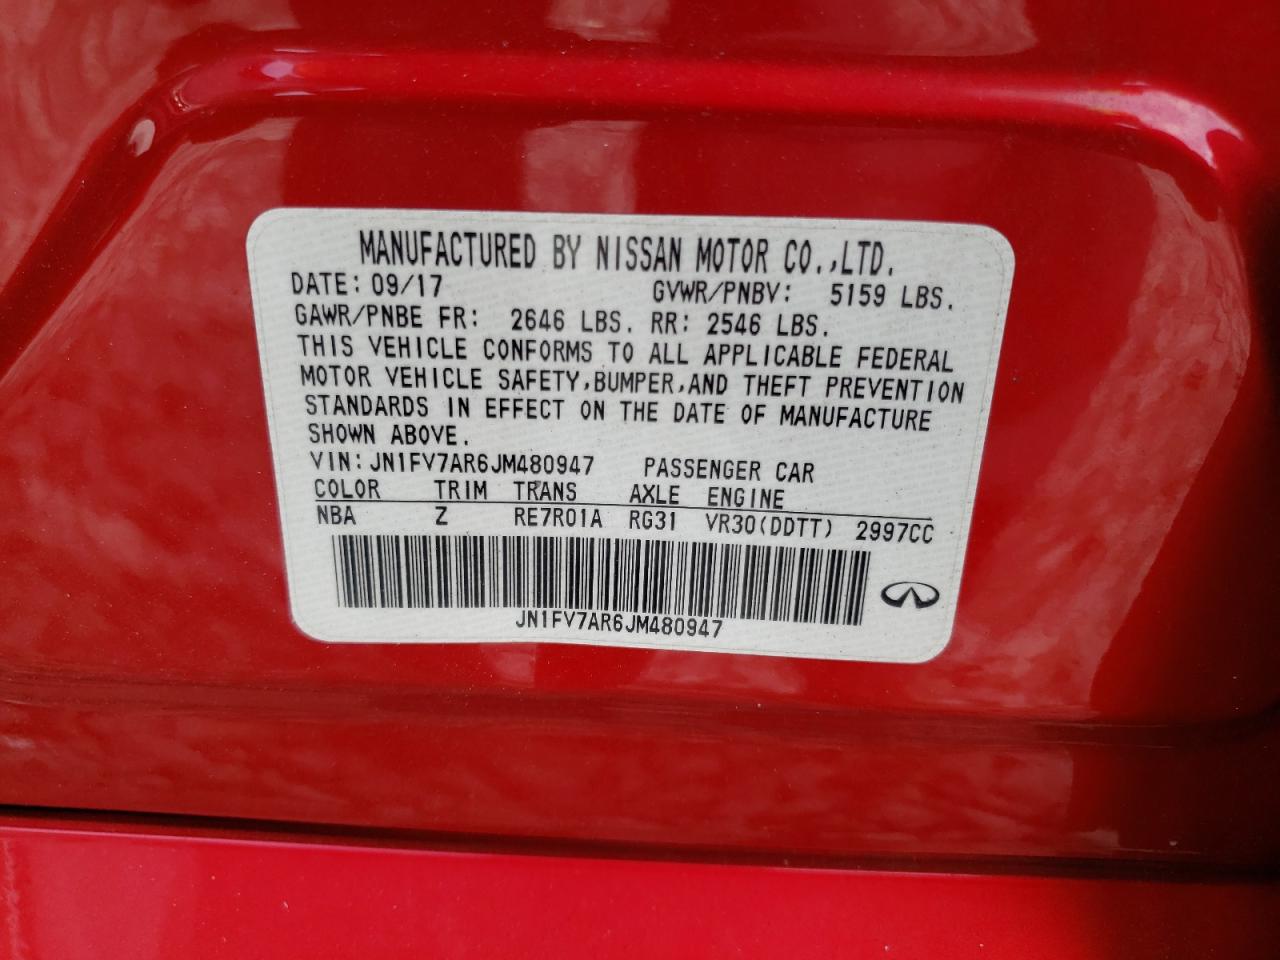 MANUFACTURED BY NISSAN MOTOR CO.,LTD.
DATE: 09/17 GVWR/PNBV: 5159 LBS.
GAWR/PNBE FR: 2646 LBS. RR: 2546 LBS.
THIS VEHICLE CONFORMS TO ALL APPLICABLE FEDERAL
MOTOR VEHICLE SAFETY,BUMPER,AND THEFT PREVENTION
STANDARDS IN EFFECT ON THE DATE OF MANUFACTURE
SHOWN ABOVE.
VIN:JN1FV7AR6JM480947 PASSENGER CAR
COLOR TRIM TRANS AXLE ENGINE
NBA Z RE7R01A RG31 VR30(DDTT) 2997CC
JN1FV7AR6JM480947